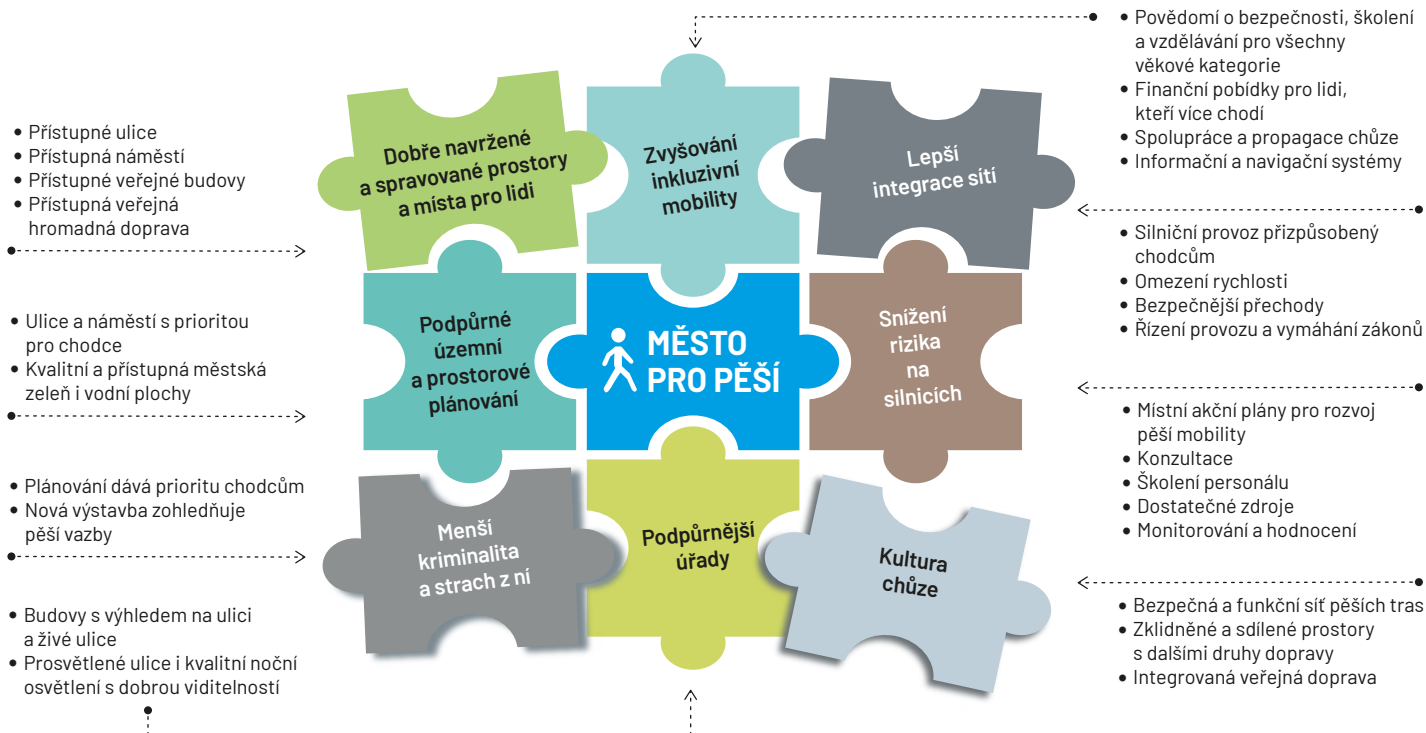 • Přístupné ulice
• Přístupná náměstí
• Přístupné veřejné budovy
• Přístupná veřejná
hromadná doprava
• Ulice a náměstí s prioritou
pro chodce
• Kvalitní a přístupná městská
zeleň i vodní plochy
• Plánování dává prioritu chodcům
• Nová výstavba zohledňuje
pěší vazby
• Budovy s výhledem na ulici
a živé ulice
• Prosvětlené ulice i kvalitní noční
osvětlení s dobrou viditelností
Dobře navržené
a spravované prostory
a místa pro lidi
Zvyšování
inkluzivní
mobility
Lepší
integrace sítí
Podpůrné
územní
a prostorové
plánování
MĚSTO
PRO PĚŠÍ
Snížení
rizika
na
silnicích
Menší
kriminalita
a strach z ní
Podpůrnější
úřady
Kultura
chůze
• Povědomí o bezpečnosti, školení
a vzdělávání pro všechny
věkové kategorie
• Finanční pobídky pro lidi,
kteří více chodí
• Spolupráce a propagace chůze
• Informační a navigační systémy
• Silniční provoz přizpůsobený
chodcům
• Omezení rychlosti
• Bezpečnější přechody
• Řízení provozu a vymáhání zákonů
• Místní akční plány pro rozvoj
pěší mobility
• Konzultace
• Školení personálu
• Dostatečné zdroje
• Monitorování a hodnocení
• Bezpečná a funkční síť pěších tras
• Zklidněné a sdílené prostory
s dalšími druhy dopravy
• Integrovaná veřejná doprava